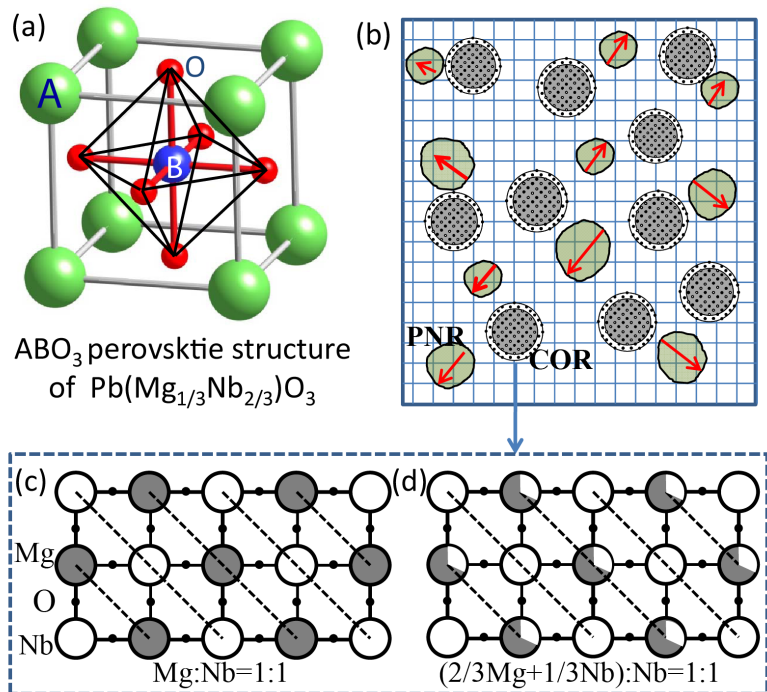 (a)
A
O
B
ABO₃ perovsktie structure
of Pb(Mg₁/₃Nb₂/₃)O₃
(b)
PNR
COR
(c)
Mg
O
Nb
Mg:Nb=1:1
(d)
(2/3Mg+1/3Nb):Nb=1:1